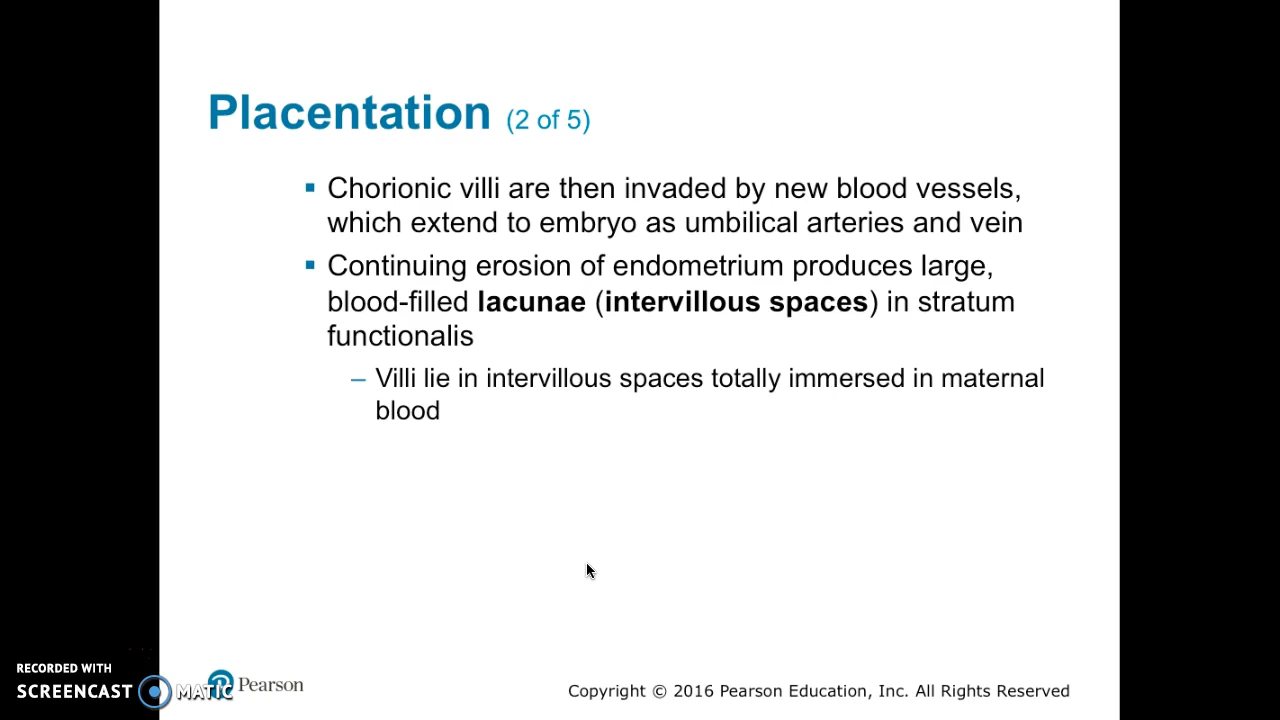 Placentation (2 of 5)
▪ Chorionic villi are then invaded by new blood vessels,
which extend to embryo as umbilical arteries and vein
▪ Continuing erosion of endometrium produces large,
blood-filled lacunae (intervillous spaces) in stratum
functionalis
– Villi lie in intervillous spaces totally immersed in maternal
blood
RECORDED WITH
SCREENCAST MATIC
Pearson
Copyright © 2016 Pearson Education, Inc. All Rights Reserved